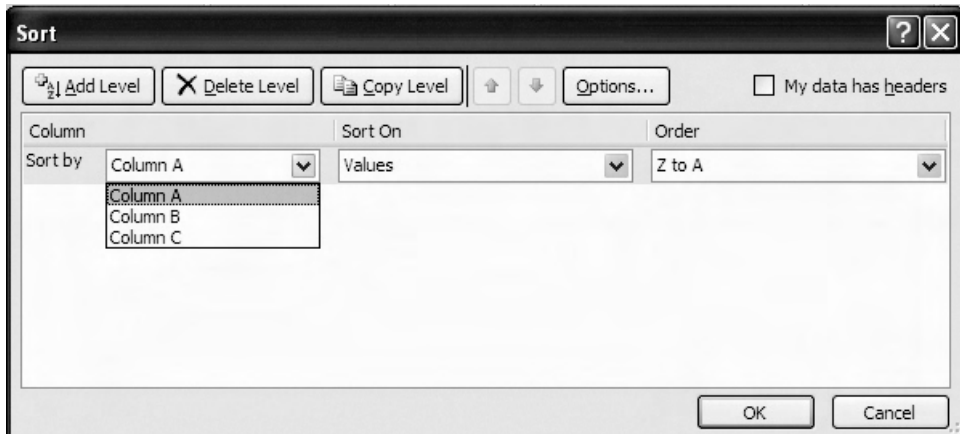 Sort
Add Level Delete Level Copy Level Options... My data has headers
Column Sort On Order
Sort by Column A Values Z to A
Column A
Column B
Column C
OK Cancel